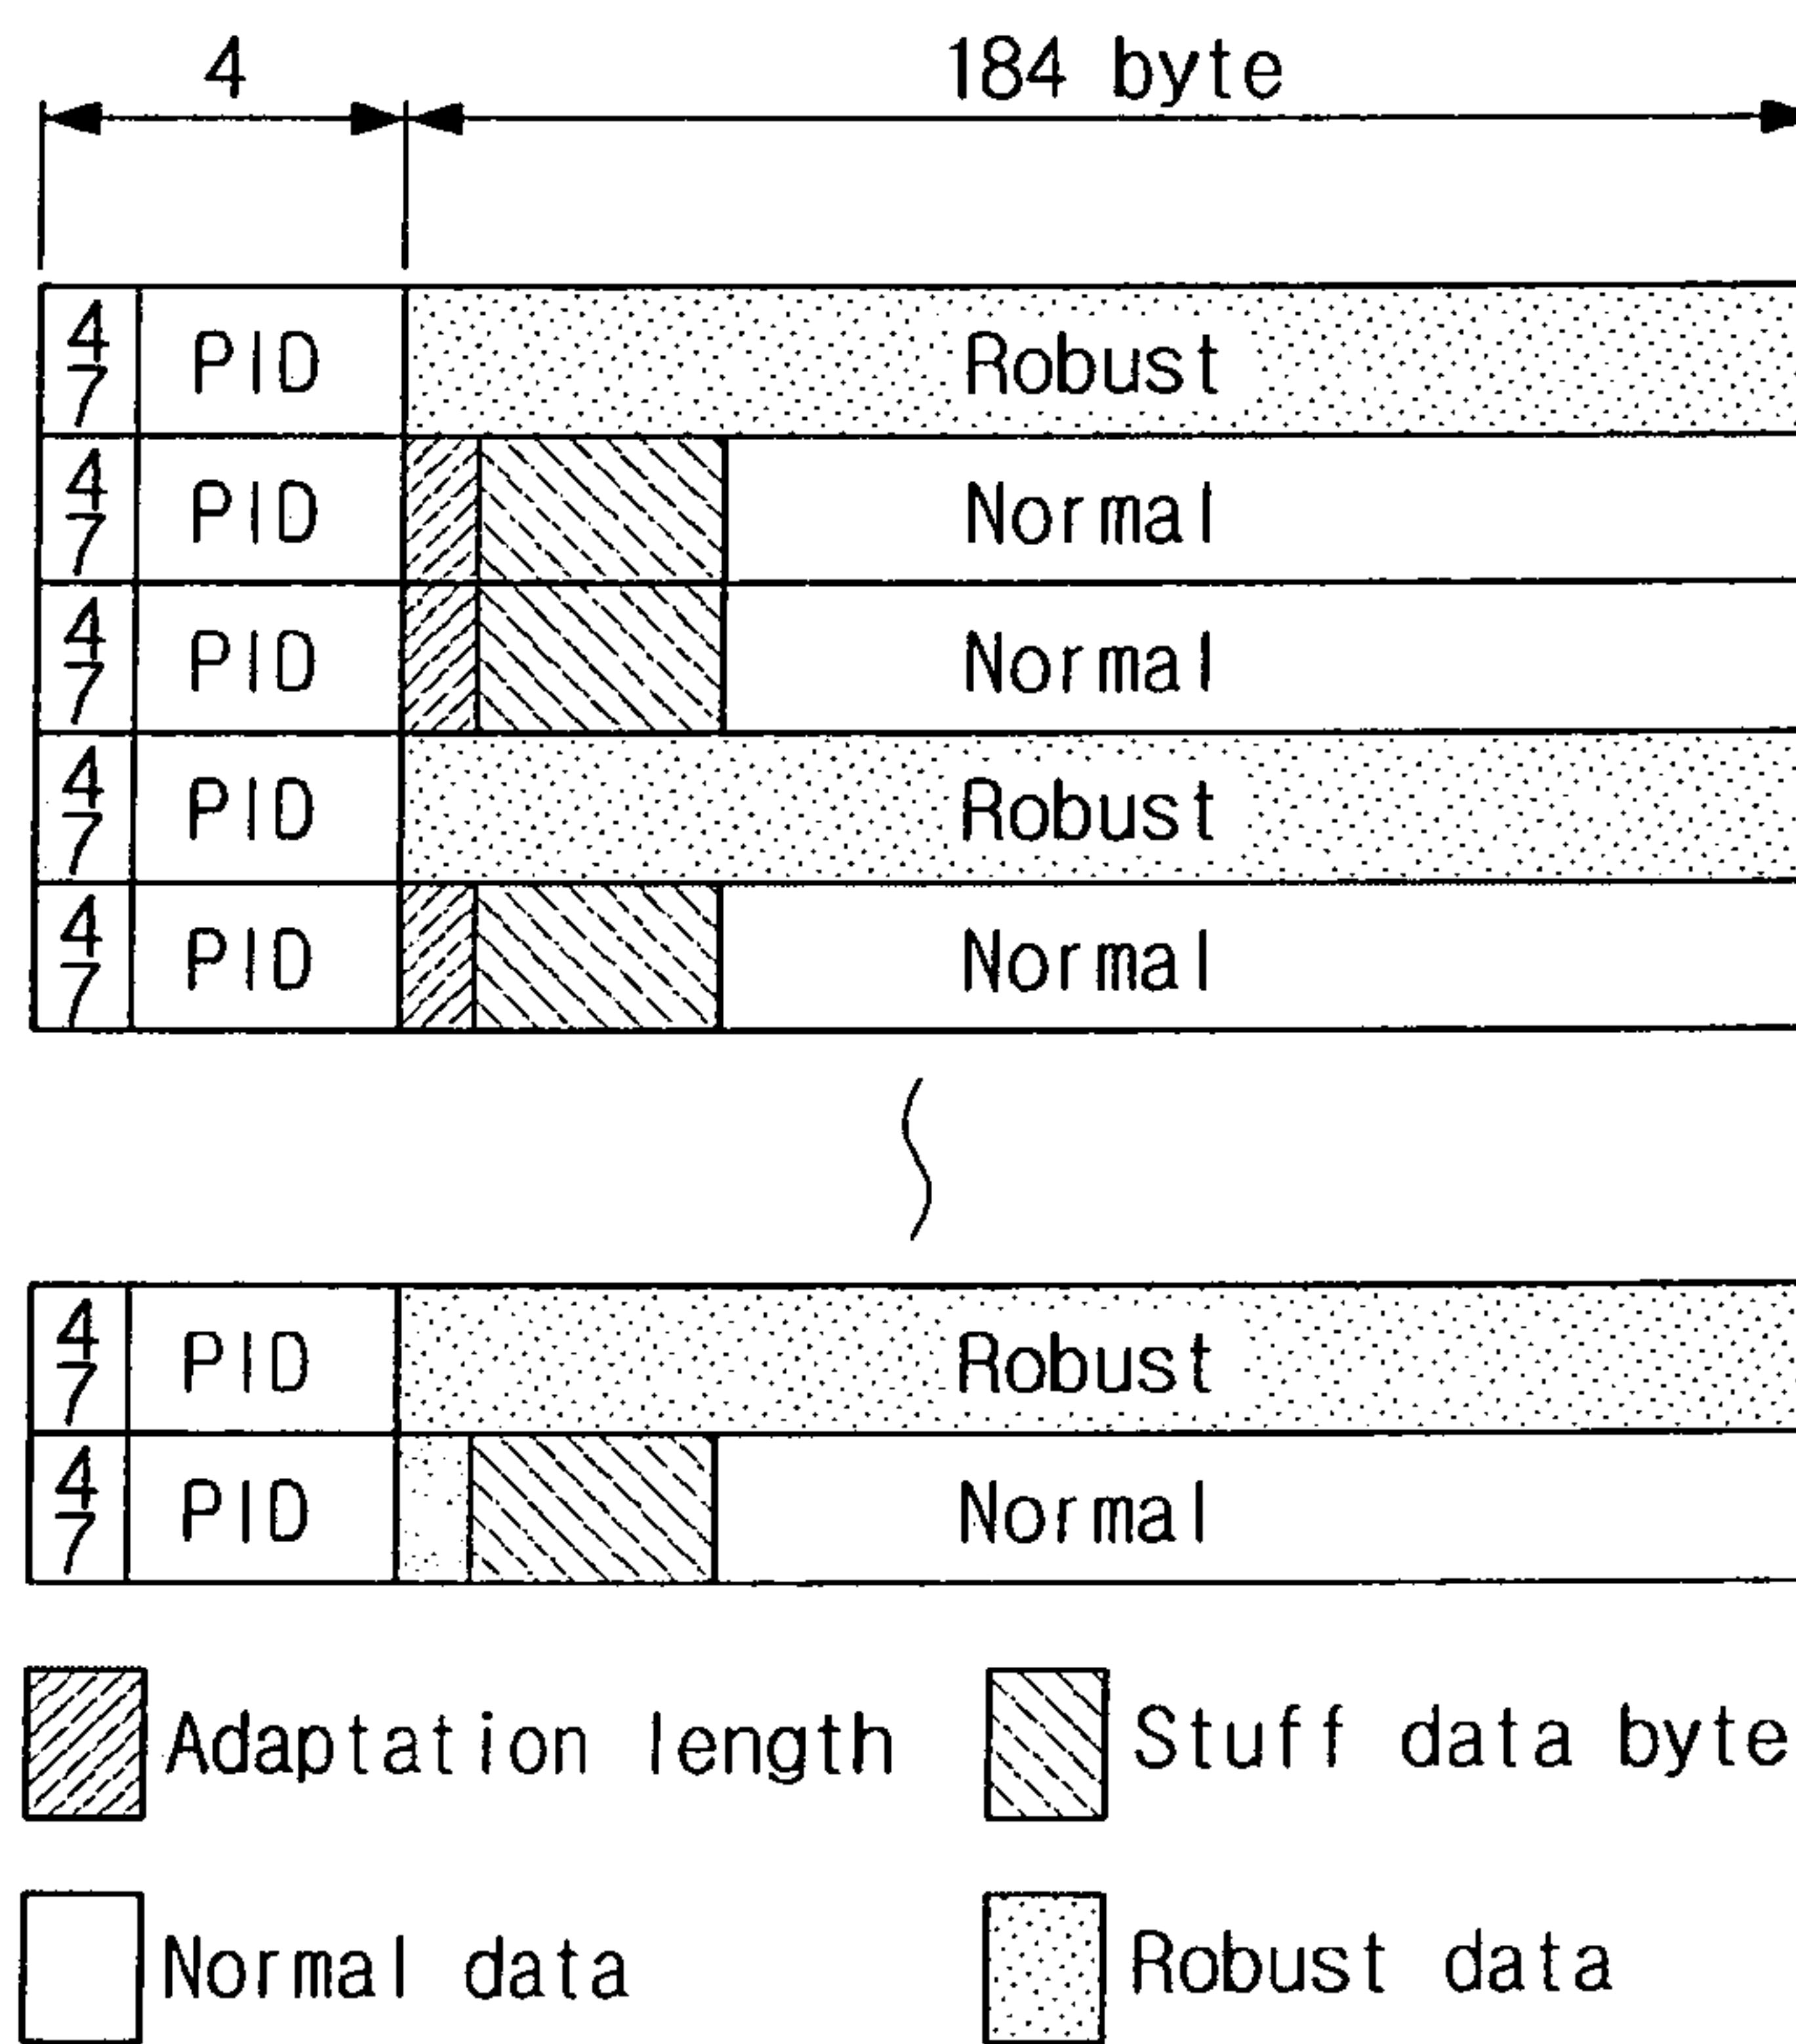 4 184 byte
47 PID Robust
47 PID Normal
47 PID Normal
47 PID Robust
47 PID Normal
47 PID Robust
47 PID Normal
Adaptation length Stuff data byte
Normal data Robust data